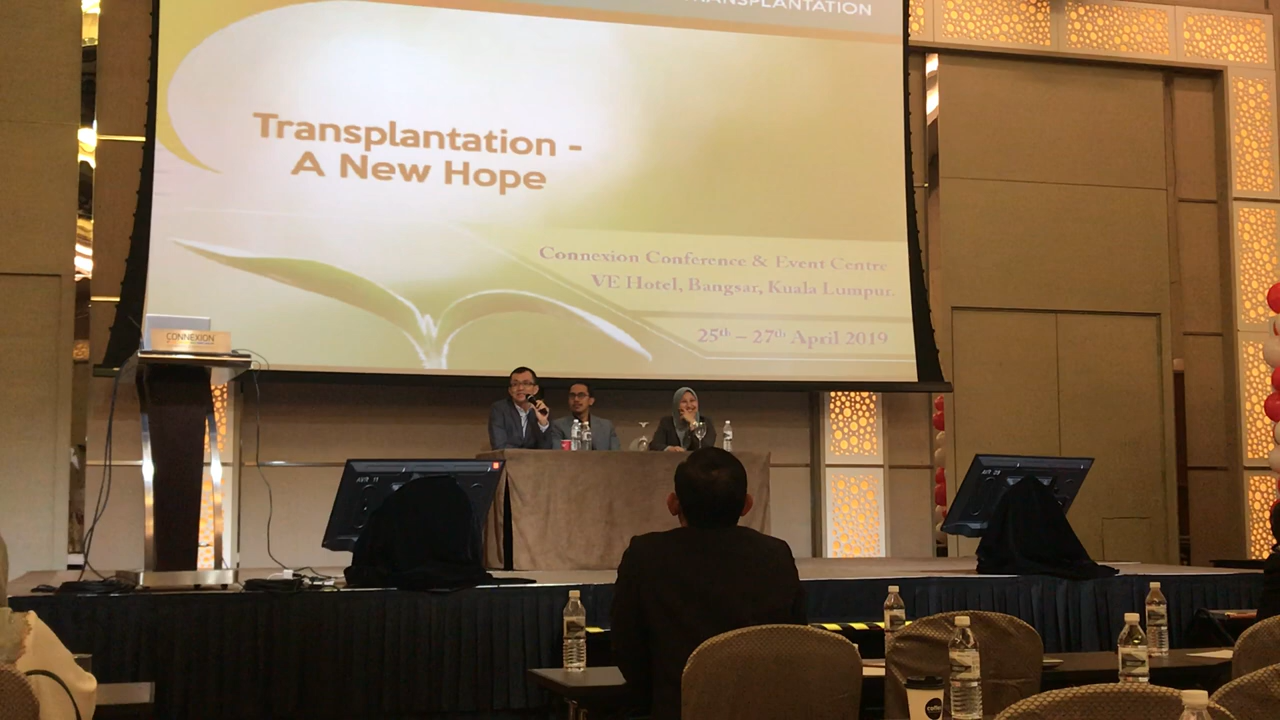 TRANSPLANTATION
Transplantation -
A New Hope
Connexion Conference & Event Centre
VE Hotel, Bangsar, Kuala Lumpur.
25th – 27th April 2019
CONNEXION